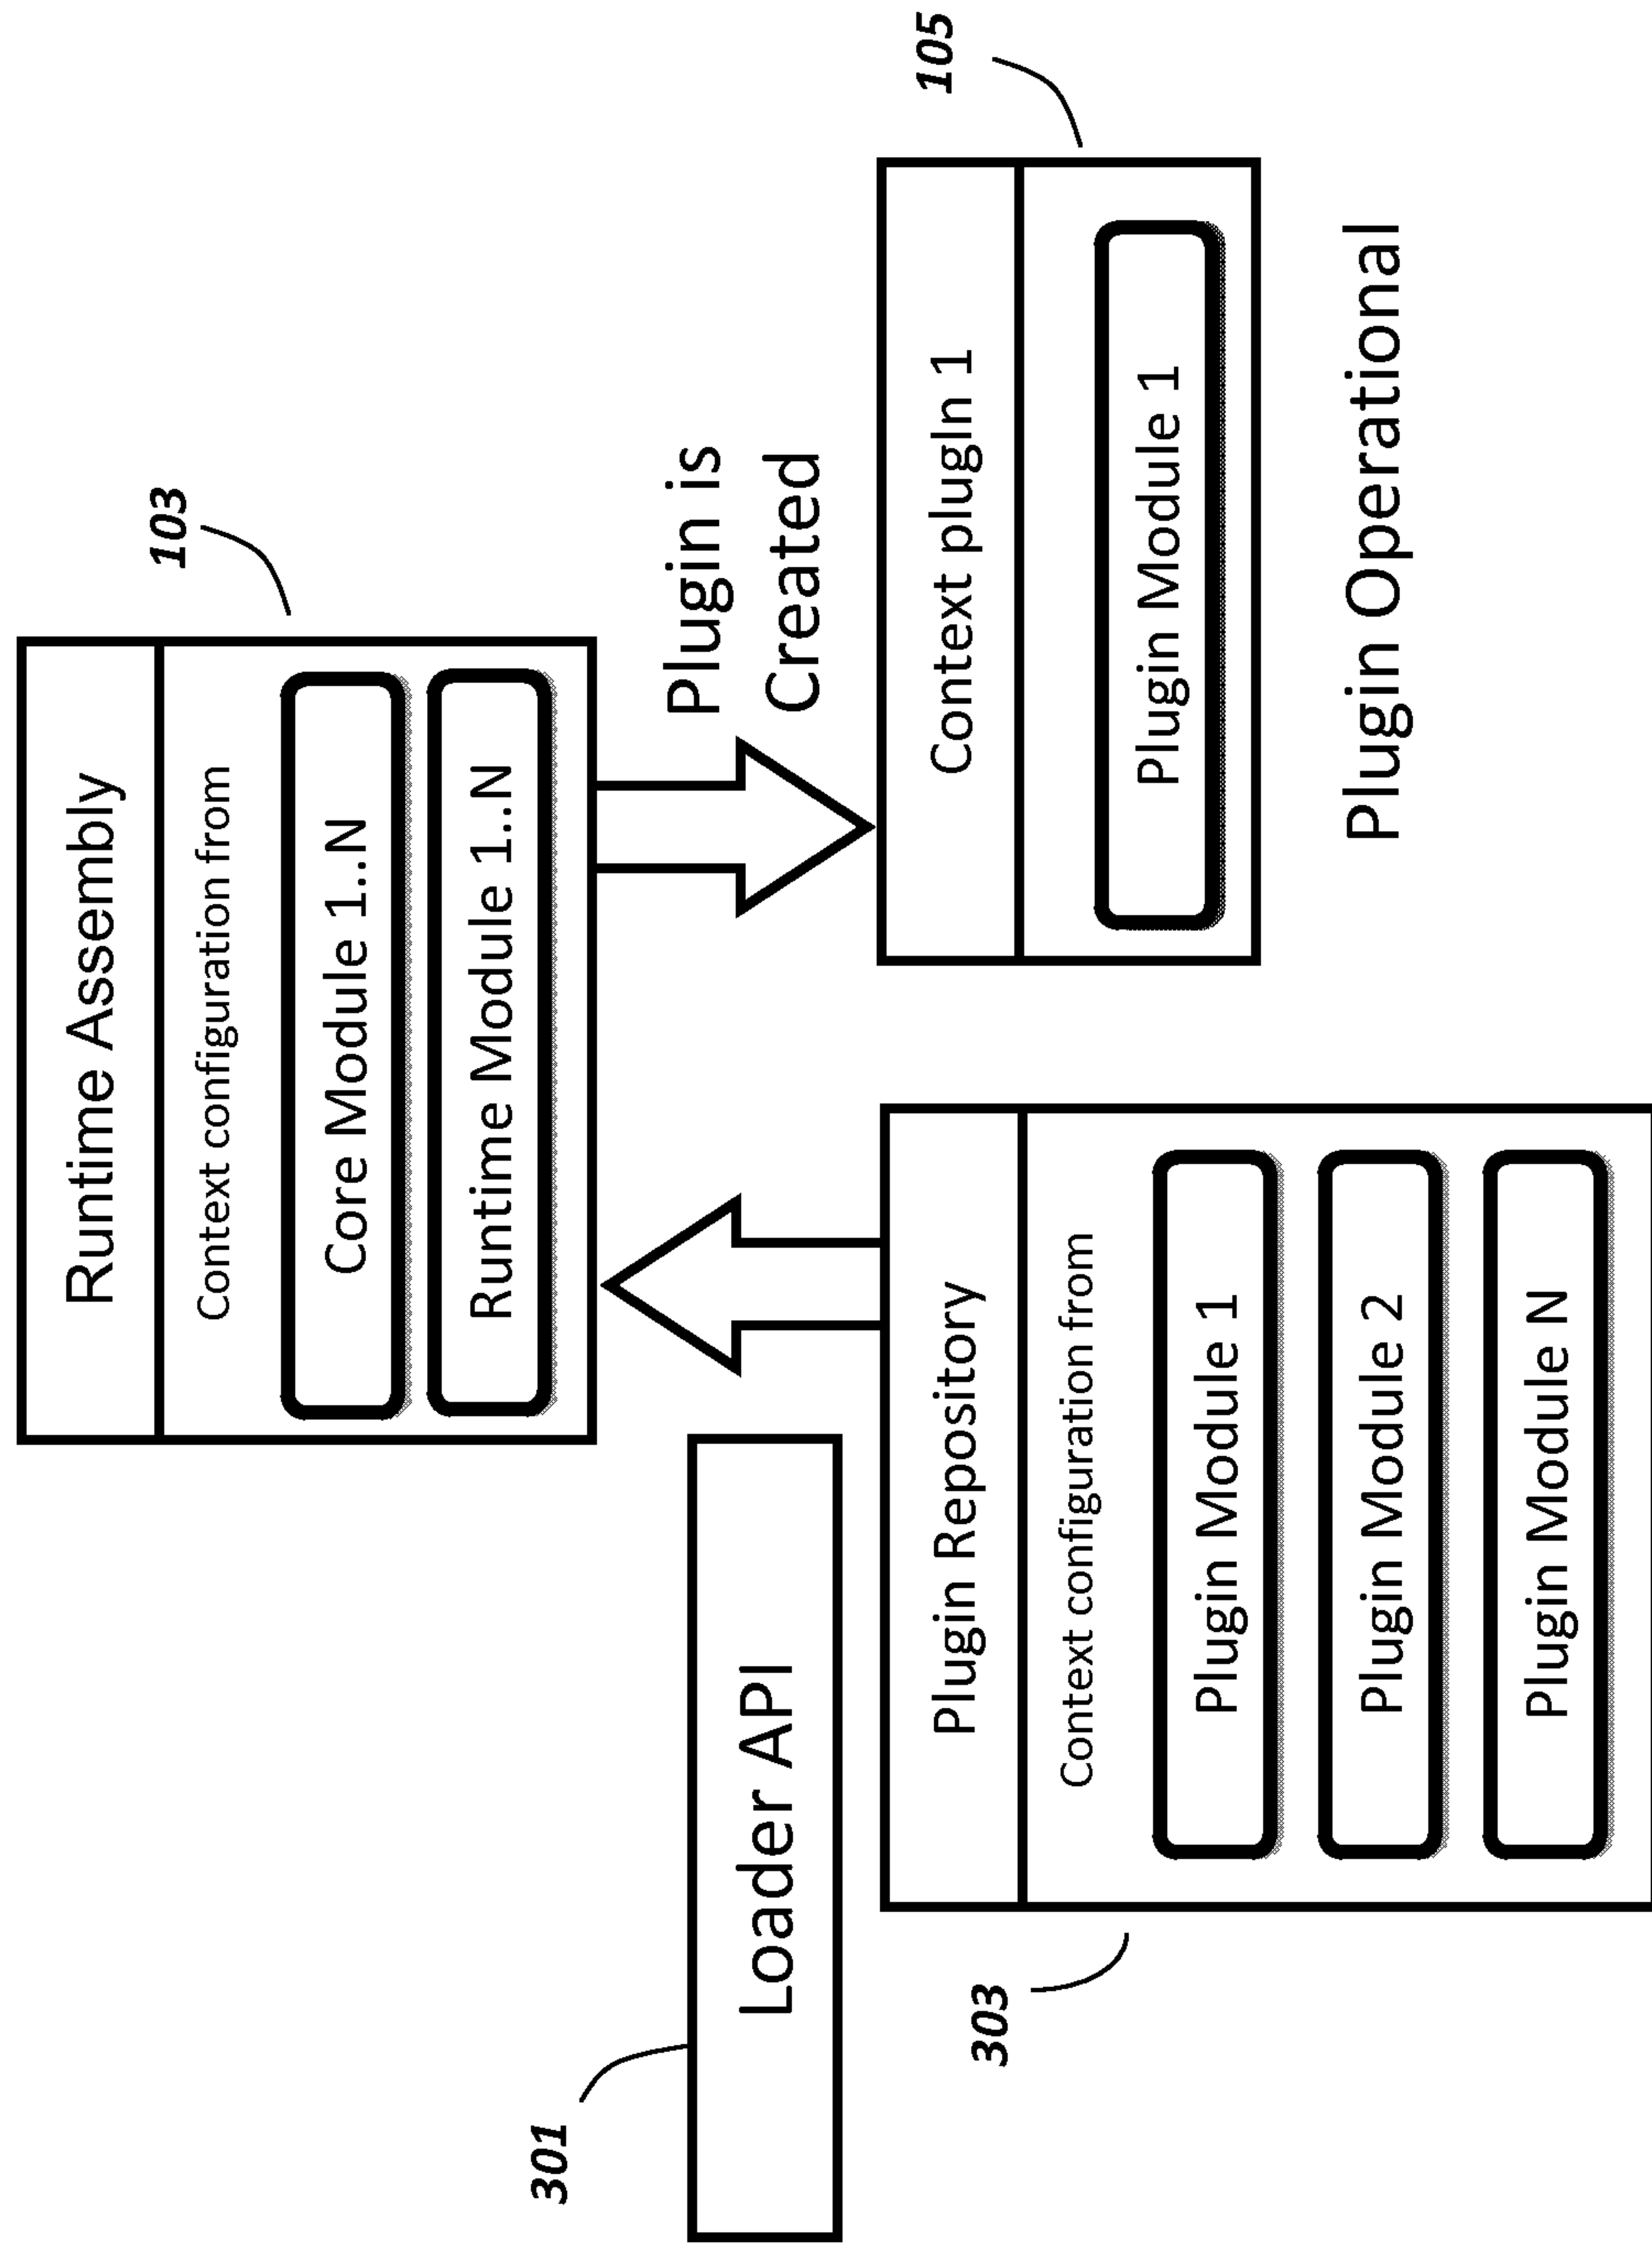 Runtime Assembly
103
Context configuration from
Core Module 1..N
Runtime Module 1..N
301
Loader API
Plugin is
Created
303
Plugin Repository
Context configuration from
Plugin Module 1
Plugin Module 2
Plugin Module N
105
Context plugIn 1
Plugin Module 1
Plugin Operational